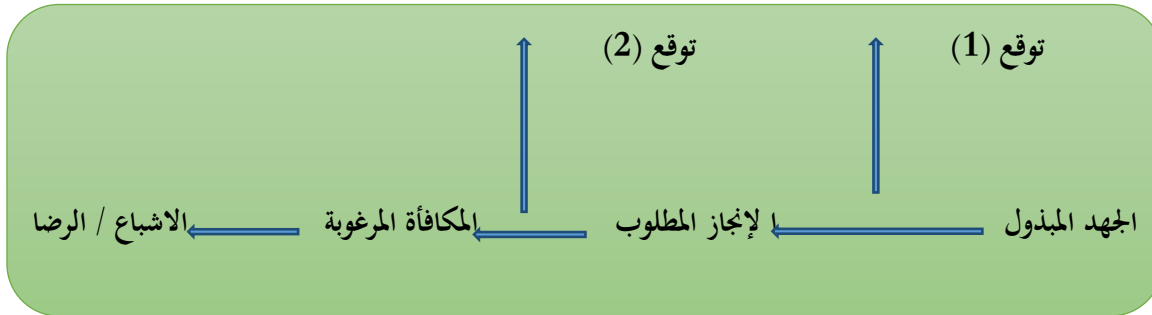 توقع (1) توقع (2)
الجهد المبذول ا لإنجاز المطلوب المكافأة المرغوبة الاشباع / الرضا